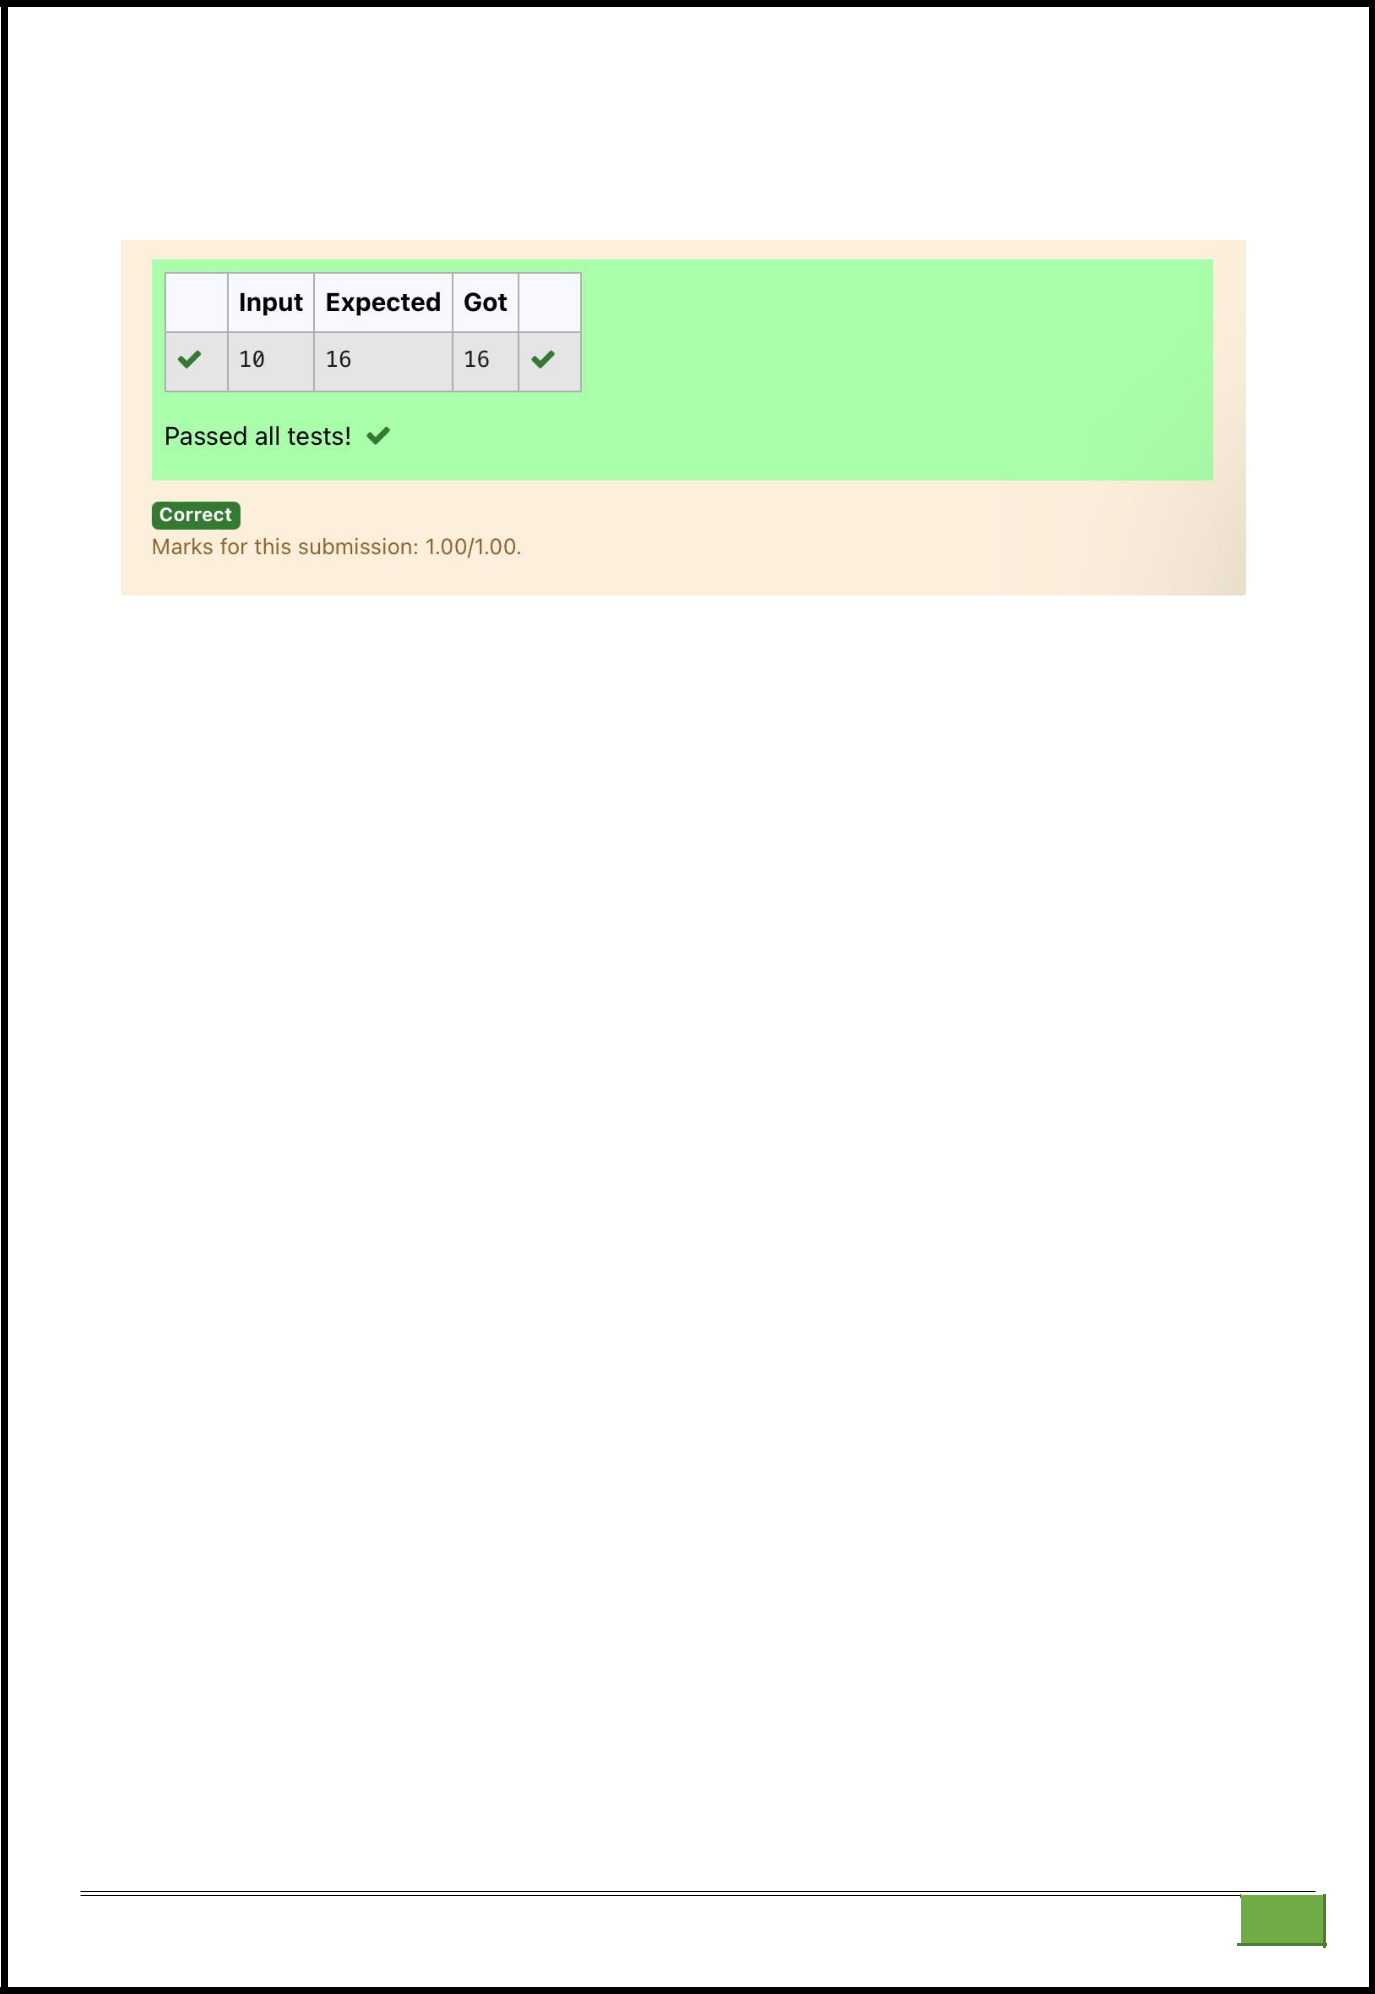 Input Expected Got
10 16 16
Passed all tests!
Correct
Marks for this submission: 1.00/1.00.